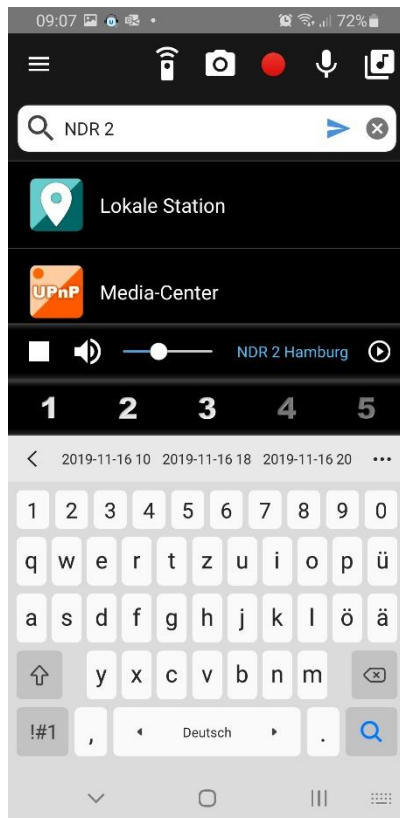 09:07 72%
NDR 2
Lokale Station
UPnP Media-Center
NDR 2 Hamburg
1 2 3 4 5
2019-11-16 10 2019-11-16 18 2019-11-16 20 •••
1 2 3 4 5 6 7 8 9 0
q w e r t z u i o p ü
a s d f g h j k l ö ä
y x c v b n m
!#1 , Deutsch .